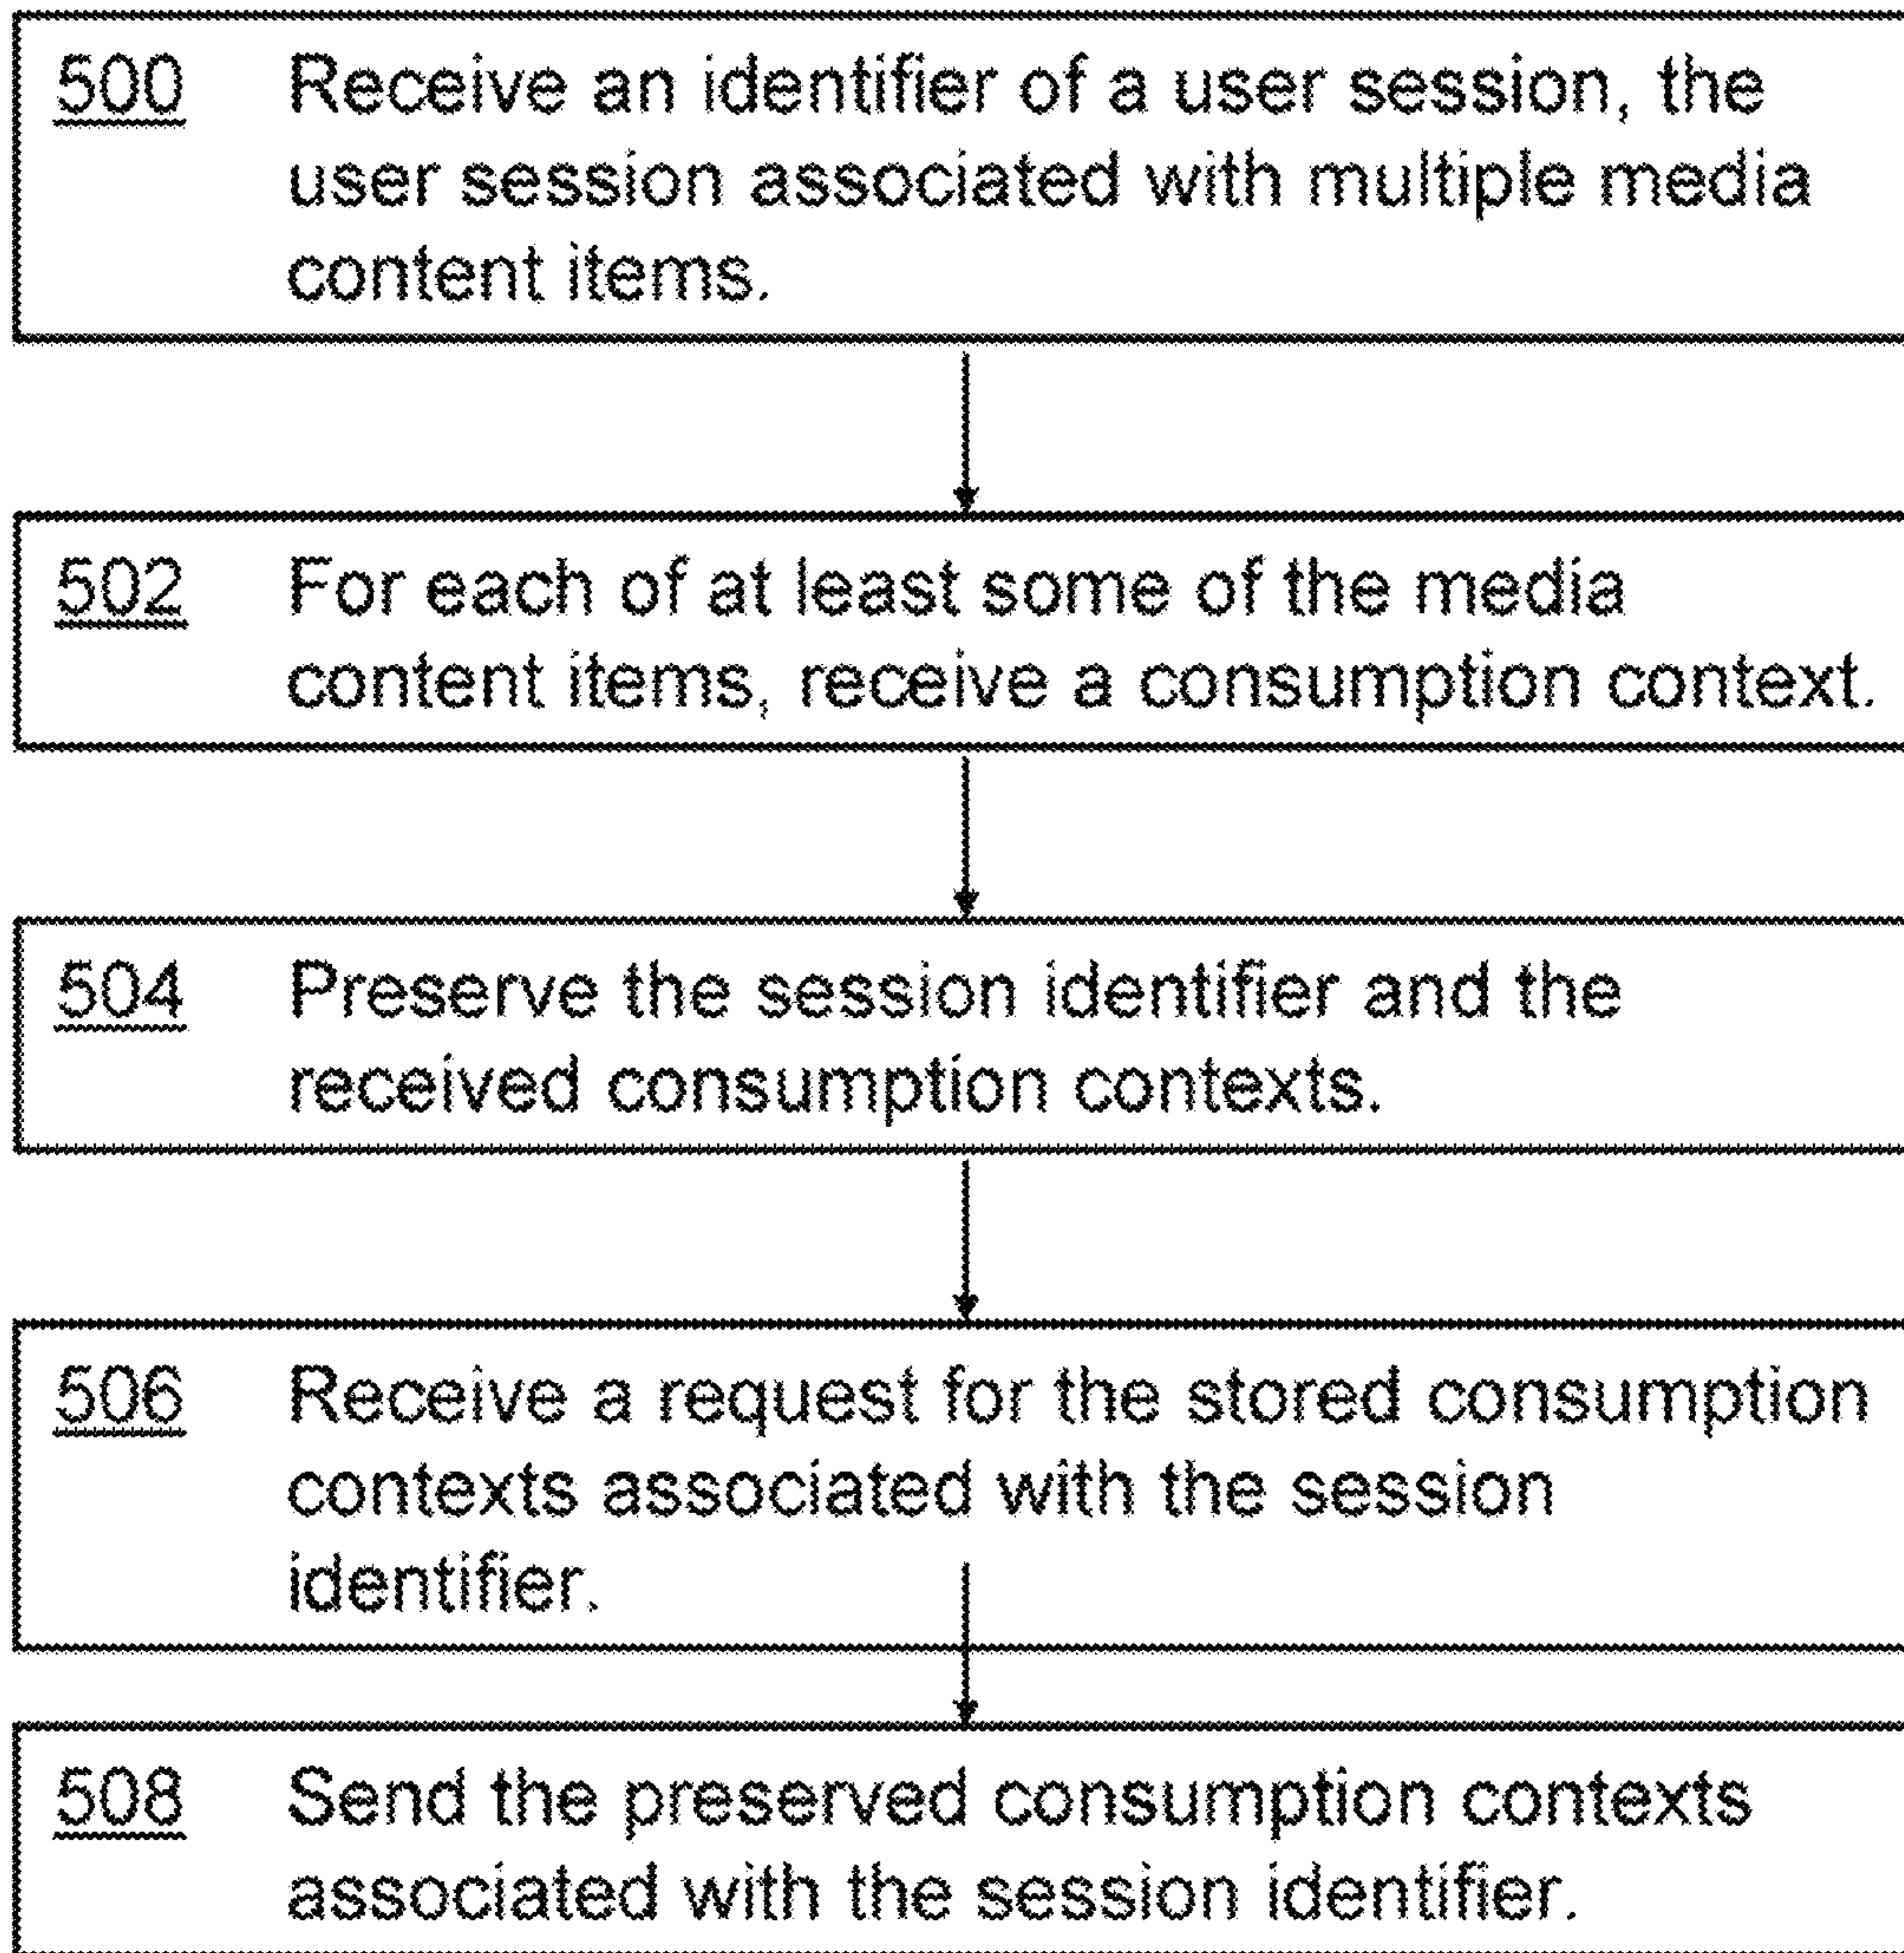 500 Receive an identifier of a user session, the
user session associated with multiple media
content items.
502 For each of at least some of the media
content items, receive a consumption context.
504 Preserve the session identifier and the
received consumption contexts.
506 Receive a request for the stored consumption
contexts associated with the session
identifier.
508 Send the preserved consumption contexts
associated with the session identifier.